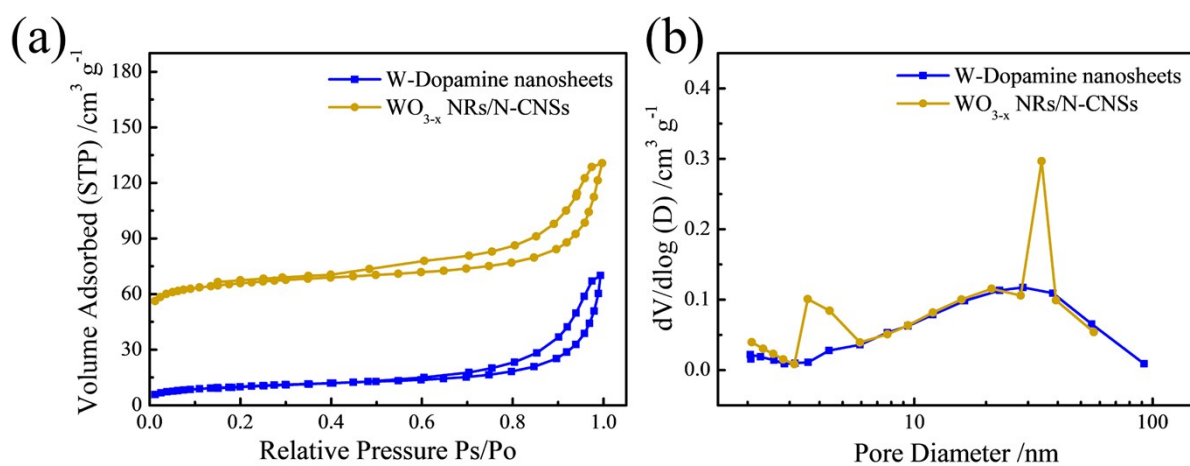 (a)
Volume Adsorbed (STP) /cm³ g⁻¹
180
150
120
90
60
30
0
W-Dopamine nanosheets
WO₃₋ₓ NRs/N-CNSs
0.0 0.2 0.4 0.6 0.8 1.0
Relative Pressure Ps/Po
(b)
dV/dlog (D) /cm³ g⁻¹
0.4
0.3
0.2
0.1
0.0
W-Dopamine nanosheets
WO₃₋ₓ NRs/N-CNSs
10 100
Pore Diameter /nm